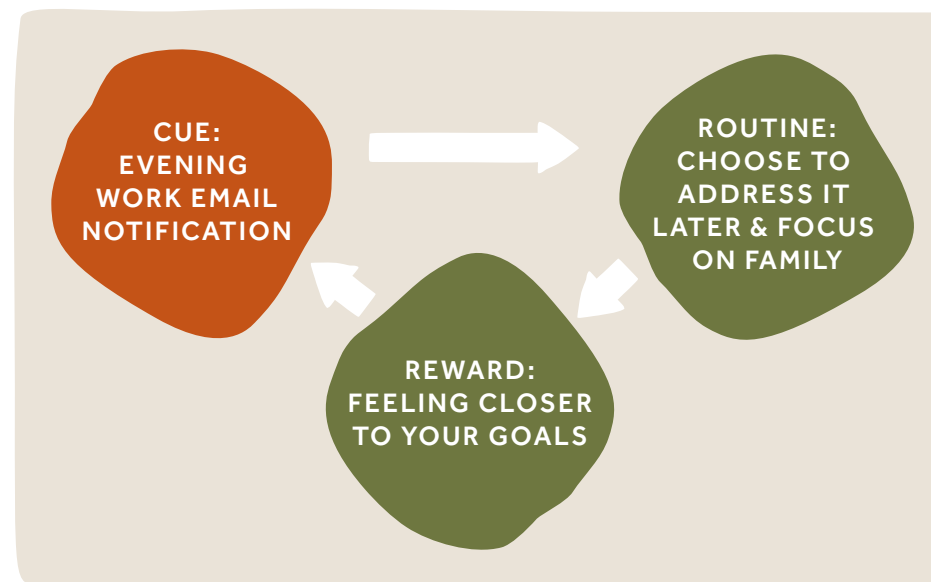 CUE:
EVENING
WORK EMAIL
NOTIFICATION
ROUTINE:
CHOOSE TO
ADDRESS IT
LATER & FOCUS
ON FAMILY
REWARD:
FEELING CLOSER
TO YOUR GOALS